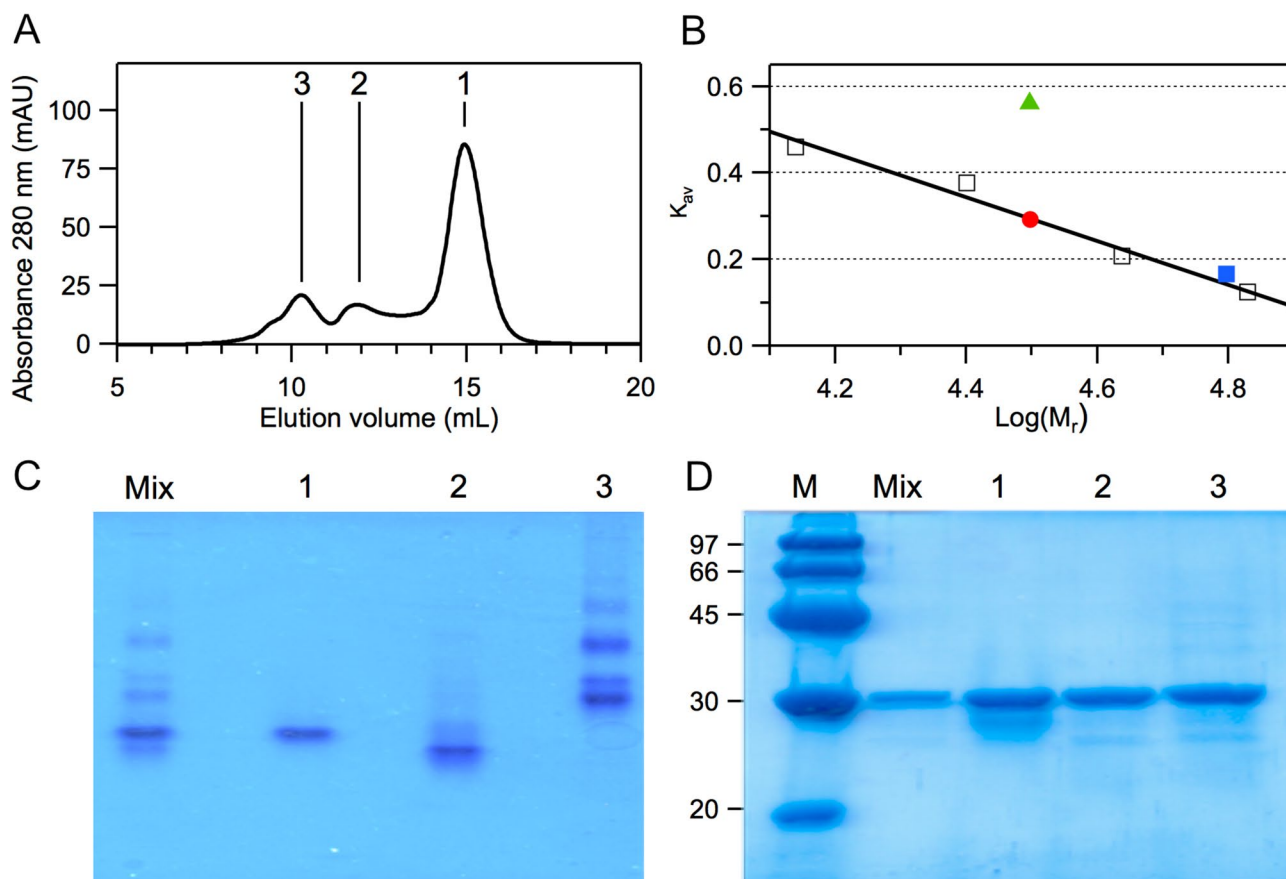 A
3 2 1
100
75
50
25
0
Absorbance 280 nm (mAU)
5 10 15 20
Elution volume (mL)
B
0.6
0.4
0.2
0.0
Kav
4.2 4.4 4.6 4.8
Log(Mr)
C
Mix 1 2 3
D
M Mix 1 2 3
97
66
45
30
20